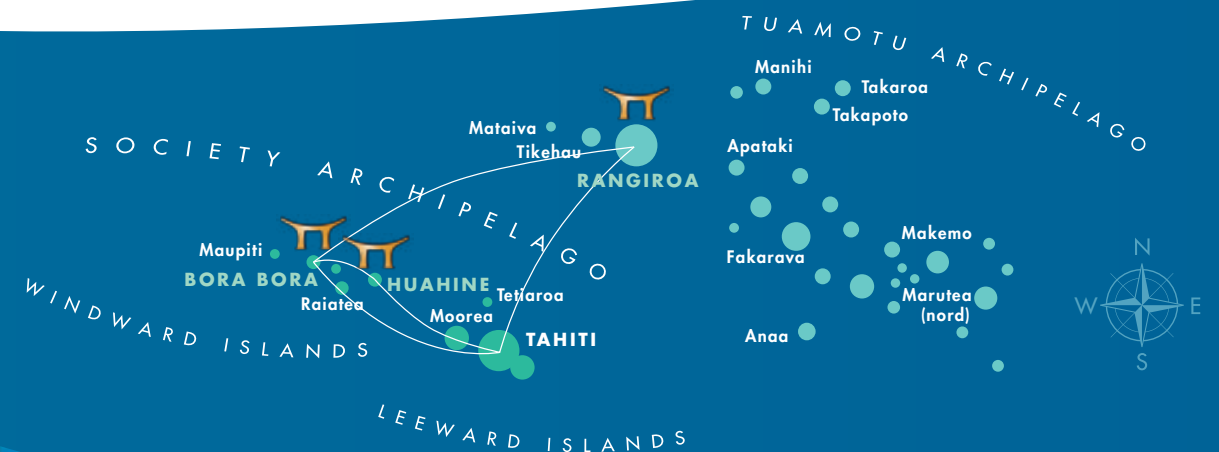 TUAMOTU ARCHIPELAGO
Manihi
Takaroa
Takapoto
Mataiva
Tikehau
RANGIROA
Apataki
SOCIETY ARCHIPELAGO
Maupiti
BORA BORA
HUAHINE
Raiatea
Tetiaroa
Moorea
TAHITI
Fakarava
Makemo
Marutea
(nord)
Anaa
N
W
E
S
WINDWARD ISLANDS
LEEWARD ISLANDS